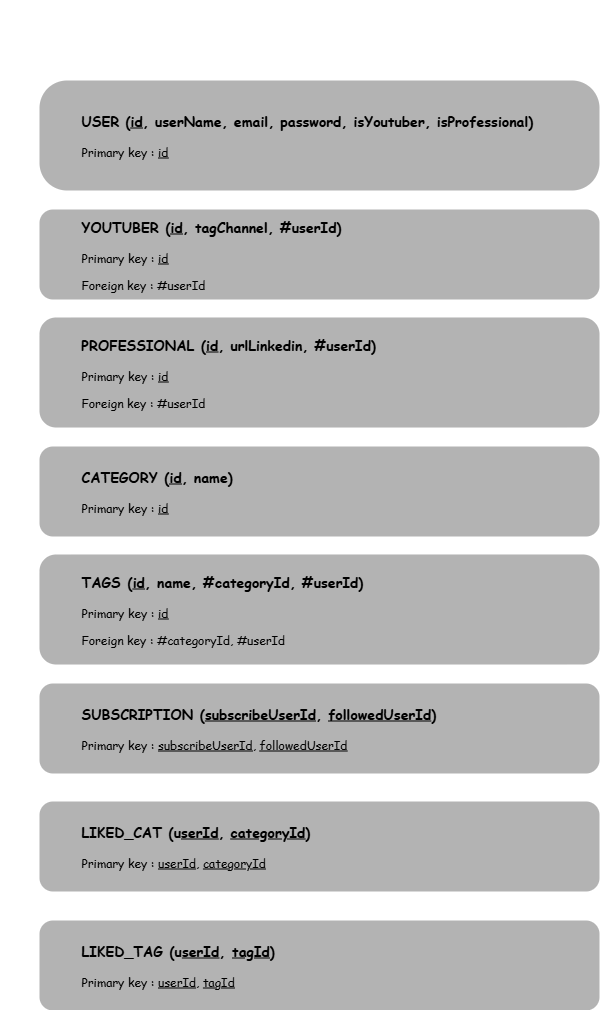 USER (id, userName, email, password, isYoutuber, isProfessional)
Primary key : id
YOUTUBER (id, tagChannel, #userId)
Primary key : id
Foreign key : #userId
PROFESSIONAL (id, urlLinkedin, #userId)
Primary key : id
Foreign key : #userId
CATEGORY (id, name)
Primary key : id
TAGS (id, name, #categoryId, #userId)
Primary key : id
Foreign key : #categoryId, #userId
SUBSCRIPTION (subscribeUserId, followedUserId)
Primary key : subscribeUserId, followedUserId
LIKED_CAT (userId, categoryId)
Primary key : userId, categoryId
LIKED_TAG (userId, tagId)
Primary key : userId, tagId